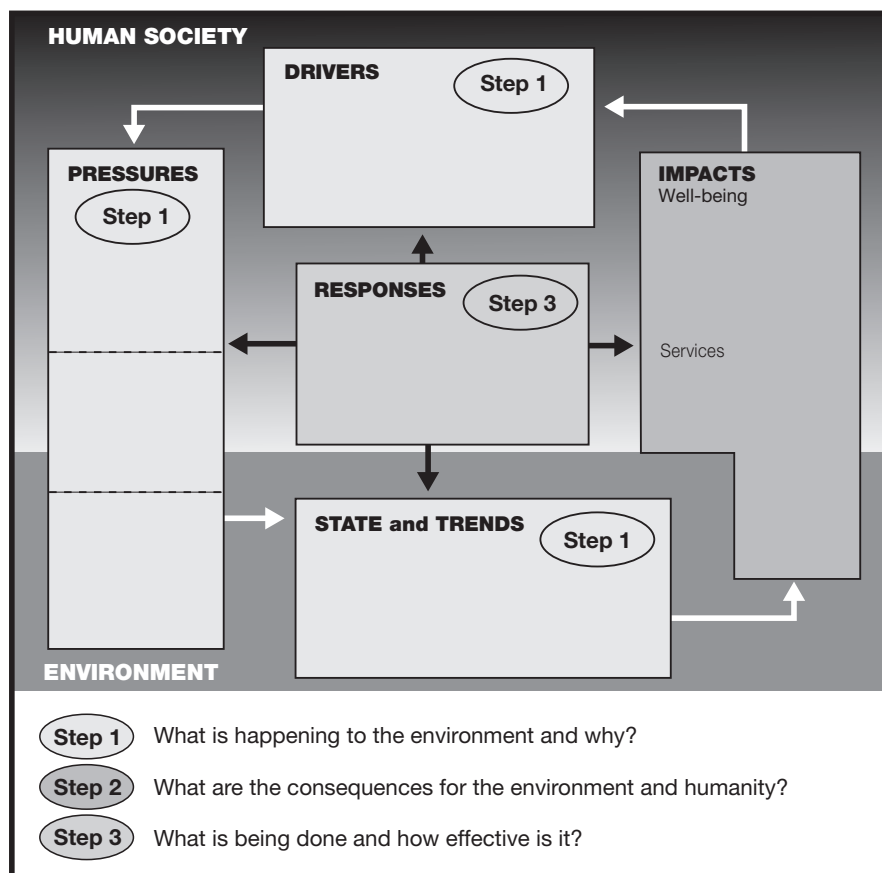 HUMAN SOCIETY
DRIVERS
Step 1
PRESSURES
Step 1
IMPACTS
Well-being
RESPONSES
Step 3
Services
STATE and TRENDS
Step 1
ENVIRONMENT
Step 1 What is happening to the environment and why?
Step 2 What are the consequences for the environment and humanity?
Step 3 What is being done and how effective is it?